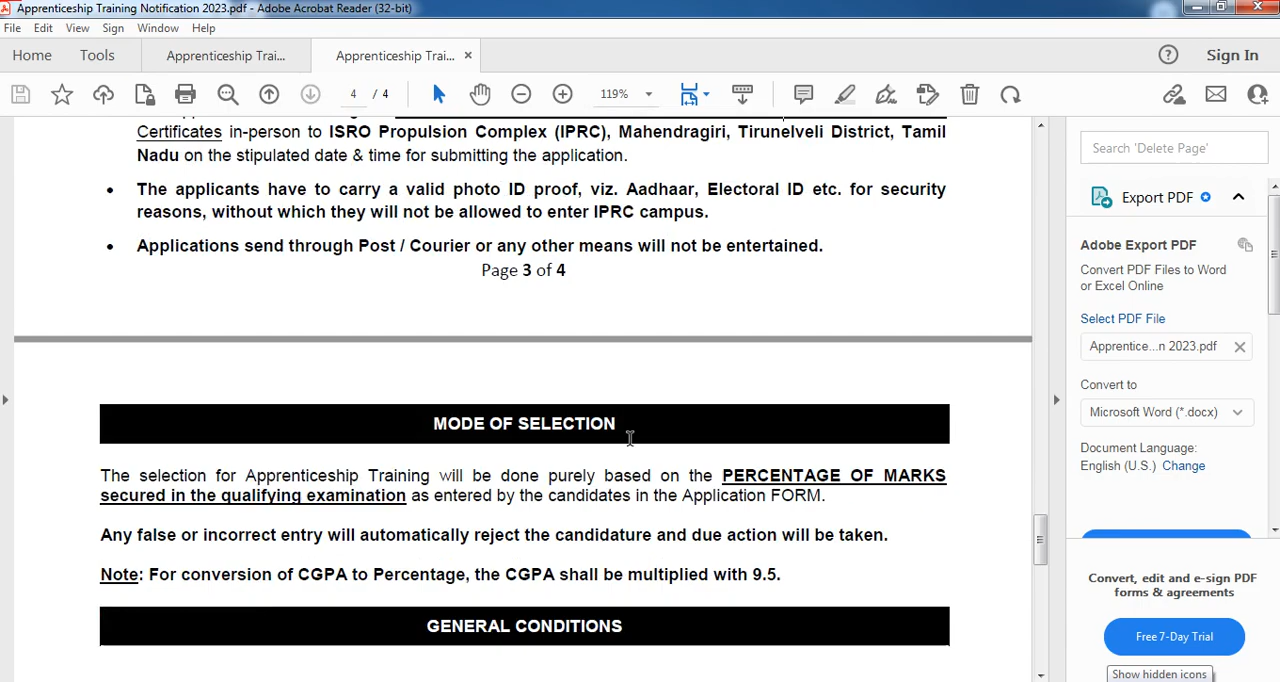 Apprenticeship Training Notification 2023.pdf - Adobe Acrobat Reader (32-bit)
File Edit View Sign Window Help
Home Tools Apprenticeship Trai... Apprenticeship Trai... × Sign In
4 / 4 119%
Certificates in-person to ISRO Propulsion Complex (IPRC), Mahendragiri, Tirunelveli District, Tamil
Nadu on the stipulated date & time for submitting the application.
• The applicants have to carry a valid photo ID proof, viz. Aadhaar, Electoral ID etc. for security
reasons, without which they will not be allowed to enter IPRC campus.
• Applications send through Post / Courier or any other means will not be entertained.
Page 3 of 4
MODE OF SELECTION
The selection for Apprenticeship Training will be done purely based on the PERCENTAGE OF MARKS
secured in the qualifying examination as entered by the candidates in the Application FORM.
Any false or incorrect entry will automatically reject the candidature and due action will be taken.
Note: For conversion of CGPA to Percentage, the CGPA shall be multiplied with 9.5.
GENERAL CONDITIONS
Search 'Delete Page'
Export PDF
Adobe Export PDF
Convert PDF Files to Word
or Excel Online
Select PDF File
Apprentice...n 2023.pdf
Convert to
Microsoft Word (*.docx)
Document Language:
English (U.S.) Change
Convert, edit and e-sign PDF
forms & agreements
Free 7-Day Trial
Show hidden icons